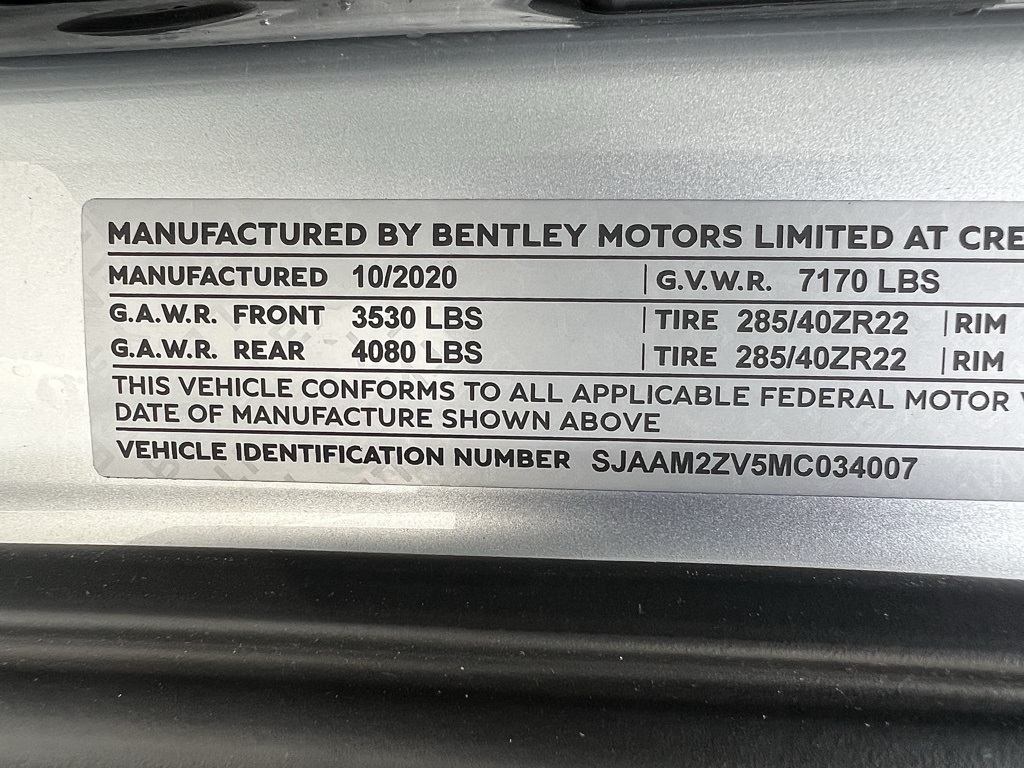 MANUFACTURED BY BENTLEY MOTORS LIMITED AT CRE
MANUFACTURED 10/2020 | G.V.W.R. 7170 LBS
G.A.W.R. FRONT 3530 LBS | TIRE 285/40ZR22 | RIM
G.A.W.R. REAR 4080 LBS | TIRE 285/40ZR22 | RIM
THIS VEHICLE CONFORMS TO ALL APPLICABLE FEDERAL MOTOR
DATE OF MANUFACTURE SHOWN ABOVE
VEHICLE IDENTIFICATION NUMBER SJAAM2ZV5MC034007